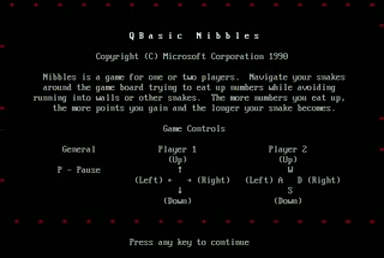 Q B a s i c   N i b b l e s
Copyright (C) Microsoft Corporation 1990
Nibbles is a game for one or two players.  Navigate your snakes
around the game board trying to eat up numbers while avoiding
running into walls or other snakes.  The more numbers you eat up,
the more points you gain and the longer your snake becomes.
Game Controls
General Player 1 Player 2
(Up) (Up)
P - Pause ↑ W
(Left) ← → (Right) (Left) A D (Right)
↓ S
(Down) (Down)
Press any key to continue